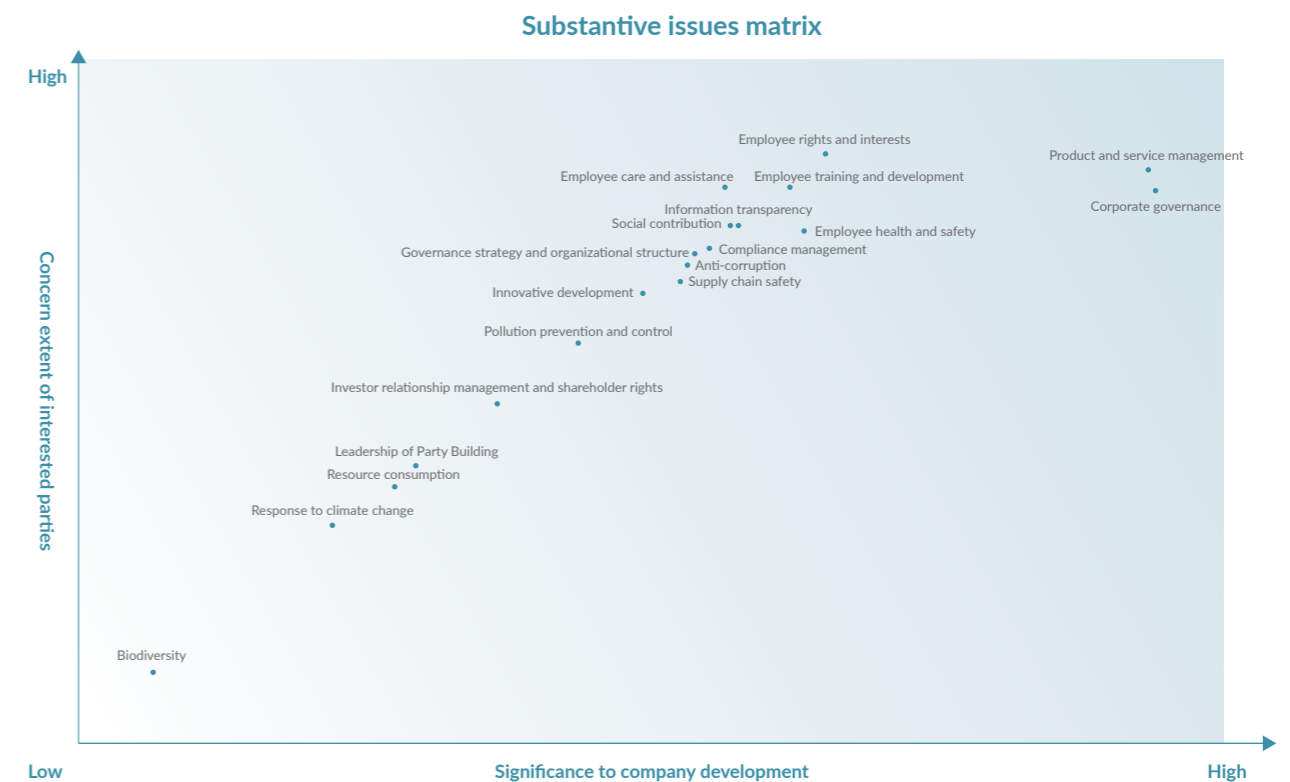 Substantive issues matrix
High
Employee rights and interests
Product and service management
Employee care and assistance
Employee training and development
Corporate governance
Information transparency
Social contribution
Employee health and safety
Governance strategy and organizational structure
Compliance management
Anti-corruption
Supply chain safety
Innovative development
Pollution prevention and control
Investor relationship management and shareholder rights
Leadership of Party Building
Resource consumption
Response to climate change
Biodiversity
Concern extent of interested parties
Low
Significance to company development
High